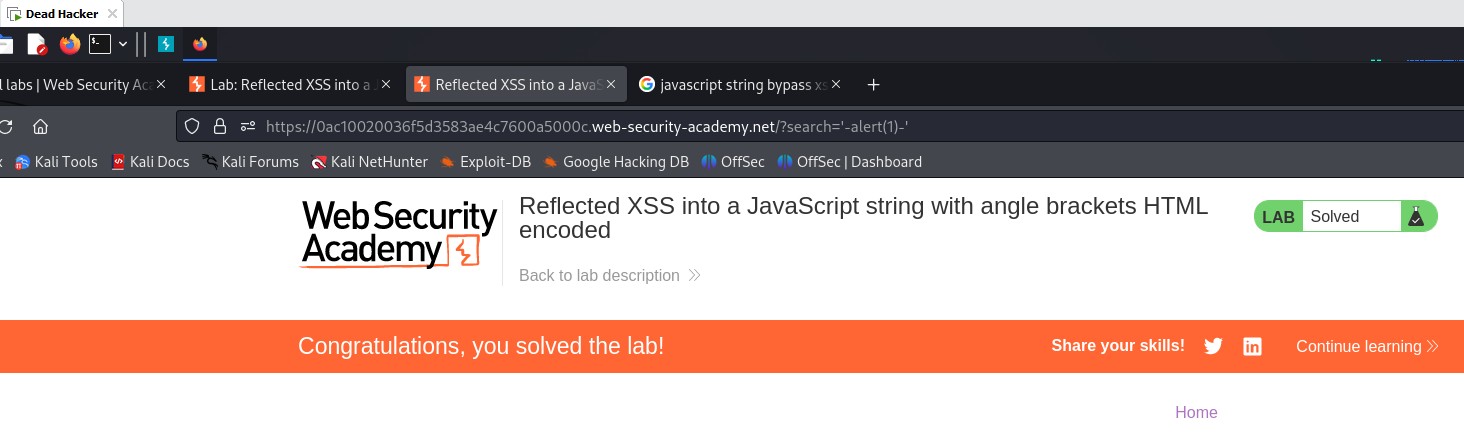 Dead Hacker
l labs | Web Security Aca
Lab: Reflected XSS into a J
Reflected XSS into a JavaS
javascript string bypass xs
https://0ac10020036f5d3583ae4c7600a5000c.web-security-academy.net/?search='-alert(1)-'
Kali Tools Kali Docs Kali Forums Kali NetHunter Exploit-DB Google Hacking DB OffSec OffSec | Dashboard
WebSecurity
Academy
Reflected XSS into a JavaScript string with angle brackets HTML
encoded
LAB Solved
Back to lab description
Congratulations, you solved the lab!
Share your skills!
Continue learning
Home